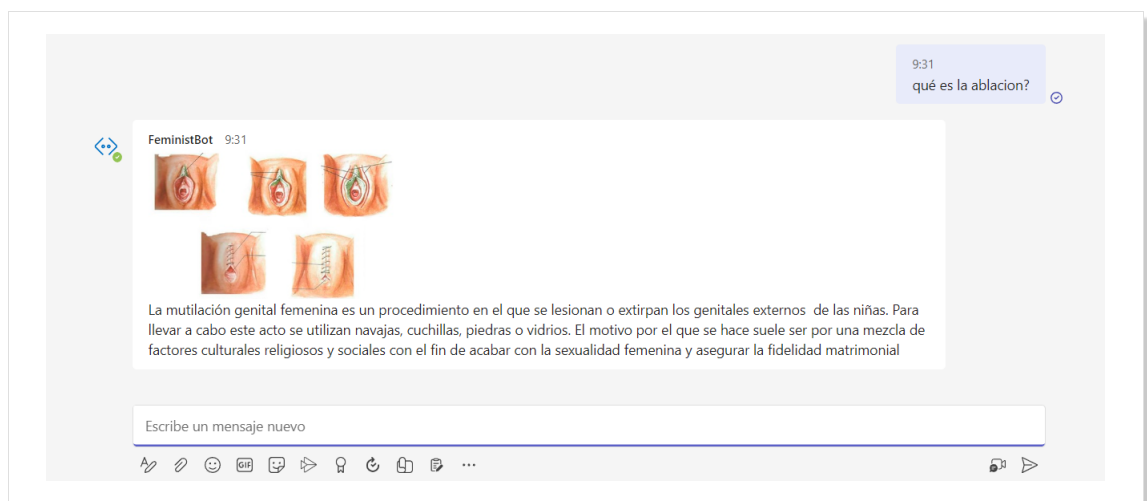 9:31
qué es la ablacion?
FeministBot 9:31
La mutilación genital femenina es un procedimiento en el que se lesionan o extirpan los genitales externos de las niñas. Para
llevar a cabo este acto se utilizan navajas, cuchillas, piedras o vidrios. El motivo por el que se hace suele ser por una mezcla de
factores culturales religiosos y sociales con el fin de acabar con la sexualidad femenina y asegurar la fidelidad matrimonial
Escribe un mensaje nuevo
GIF